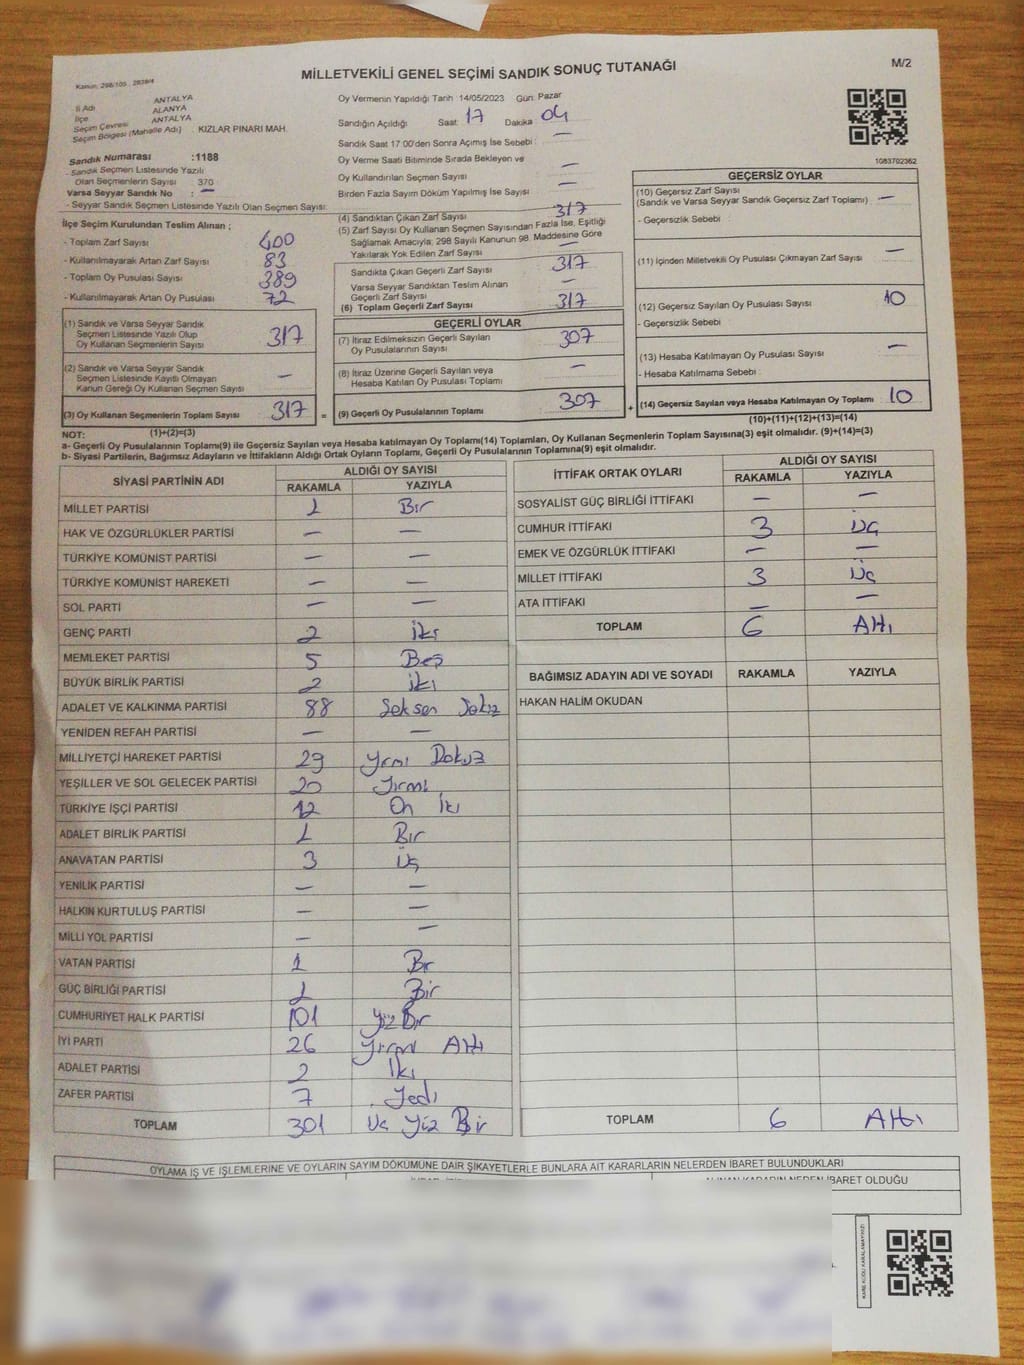 M/2
Kanun: 298/105 , 2839/4
MİLLETVEKİLİ GENEL SEÇİMİ SANDIK SONUÇ TUTANAĞI
İl Adı ANTALYA
İlçe ALANYA
Seçim Çevresi ANTALYA
Seçim Bölgesi (Mahalle Adı) : KIZLAR PINARI MAH.
Sandık Numarası :1188
- Sandık Seçmen Listesinde Yazılı
Olan Seçmenlerin Sayısı : 370
Varsa Seyyar Sandık No : —
- Seyyar Sandık Seçmen Listesinde Yazılı Olan Seçmen Sayısı:
Oy Vermenin Yapıldığı Tarih :14/05/2023 Gün: Pazar
Sandığın Açıldığı Saat: 17 Dakika 04
Sandık Saat 17:00'den Sonra Açımış İse Sebebi : —
Oy Verme Saati Bitiminde Sırada Bekleyen ve
Oy Kullandırılan Seçmen Sayısı —
Birden Fazla Sayım Döküm Yapılmış İse Sayısı —
1083702362
İlçe Seçim Kurulundan Teslim Alınan ;
- Toplam Zarf Sayısı 400
- Kullanılmayarak Artan Zarf Sayısı 83
- Toplam Oy Pusulası Sayısı 389
- Kullanılmayarak Artan Oy Pusulası 72
(1) Sandık ve Varsa Seyyar Sandık
Seçmen Listesinde Yazılı Olup
Oy Kullanan Seçmenlerin Sayısı 317
(2) Sandık ve Varsa Seyyar Sandık
Seçmen Listesinde Kayıtlı Olmayan
Kanun Gereği Oy Kullanan Seçmen Sayısı —
(3) Oy Kullanan Seçmenlerin Toplam Sayısı 317 =
(1)+(2)=(3)
(4) Sandıktan Çıkan Zarf Sayısı 317
(5) Zarf Sayısı Oy Kullanan Seçmen Sayısından Fazla İse, Eşitliği
Sağlamak Amacıyla; 298 Sayılı Kanunun 98. Maddesine Göre
Yakılarak Yok Edilen Zarf Sayısı —
Sandıkta Çıkan Geçerli Zarf Sayısı 317
Varsa Seyyar Sandıktan Teslim Alınan
Geçerli Zarf Sayısı —
(6) Toplam Geçerli Zarf Sayısı 317
GEÇERLİ OYLAR
(7) İtiraz Edilmeksizin Geçerli Sayılan
Oy Pusulalarının Sayısı 307
(8) İtiraz Üzerine Geçerli Sayılan veya
Hesaba Katılan Oy Pusulası Toplamı —
(9) Geçerli Oy Pusulalarının Toplamı 307 +
GEÇERSİZ OYLAR
(10) Geçersiz Zarf Sayısı
(Sandık ve Varsa Seyyar Sandık Geçersiz Zarf Toplamı) —
- Geçersizlik Sebebi :
(11) İçinden Milletvekili Oy Pusulası Çıkmayan Zarf Sayısı —
(12) Geçersiz Sayılan Oy Pusulası Sayısı 10
- Geçersizlik Sebebi :
(13) Hesaba Katılmayan Oy Pusulası Sayısı —
- Hesaba Katılmama Sebebi :
(14) Geçersiz Sayılan veya Hesaba Katılmayan Oy Toplamı 10
(10)+(11)+(12)+(13)=(14)
NOT:
a- Geçerli Oy Pusulalarının Toplamı(9) ile Geçersiz Sayılan veya Hesaba katılmayan Oy Toplamı(14) Toplamları, Oy Kullanan Seçmenlerin Toplam Sayısına(3) eşit olmalıdır. (9)+(14)=(3)
b- Siyasi Partilerin, Bağımsız Adayların ve İttifakların Aldığı Ortak Oyların Toplamı, Geçerli Oy Pusulalarının Toplamına(9) eşit olmalıdır.
SİYASİ PARTİNİN ADI ALDIĞI OY SAYISI
RAKAMLA YAZIYLA
MİLLET PARTİSİ 1 Bir
HAK VE ÖZGÜRLÜKLER PARTİSİ — —
TÜRKİYE KOMÜNİST PARTİSİ — —
TÜRKİYE KOMÜNİST HAREKETİ — —
SOL PARTİ — —
GENÇ PARTİ 2 İki
MEMLEKET PARTİSİ 5 Beş
BÜYÜK BİRLİK PARTİSİ 2 iki
ADALET VE KALKINMA PARTİSİ 88 Seksen Sekiz
YENİDEN REFAH PARTİSİ — —
MİLLİYETÇİ HAREKET PARTİSİ 29 Yirmi Dokuz
YEŞİLLER VE SOL GELECEK PARTİSİ 20 Yirmi
TÜRKİYE İŞÇİ PARTİSİ 12 On İki
ADALET BİRLİK PARTİSİ 1 Bir
ANAVATAN PARTİSİ 3 Üç
YENİLİK PARTİSİ — —
HALKIN KURTULUŞ PARTİSİ — —
MİLLİ YOL PARTİSİ — —
VATAN PARTİSİ 1 Bir
GÜÇ BİRLİĞİ PARTİSİ 1 Bir
CUMHURİYET HALK PARTİSİ 101 Yüz Bir
İYİ PARTİ 26 Yirmi Altı
ADALET PARTİSİ 2 İki
ZAFER PARTİSİ 7 Yedi
TOPLAM 301 Üç Yüz Bir
İTTİFAK ORTAK OYLARI ALDIĞI OY SAYISI
RAKAMLA YAZIYLA
SOSYALİST GÜÇ BİRLİĞİ İTTİFAKI — —
CUMHUR İTTİFAKI 3 Üç
EMEK VE ÖZGÜRLÜK İTTİFAKI — —
MİLLET İTTİFAKI 3 Üç
ATA İTTİFAKI — —
TOPLAM 6 Altı
BAĞIMSIZ ADAYIN ADI VE SOYADI RAKAMLA YAZIYLA
HAKAN HALİM OKUDAN
TOPLAM 6 Altı
OYLAMA İŞ VE İŞLEMLERİNE VE OYLARIN SAYIM DÖKÜMÜNE DAİR ŞİKAYETLERLE BUNLARA AİT KARARLARIN NELERDEN İBARET BULUNDUKLARI
ALINAN KARARIN NEDEN İBARET OLDUĞU
KARE KODU KARALAMAYINIZ!